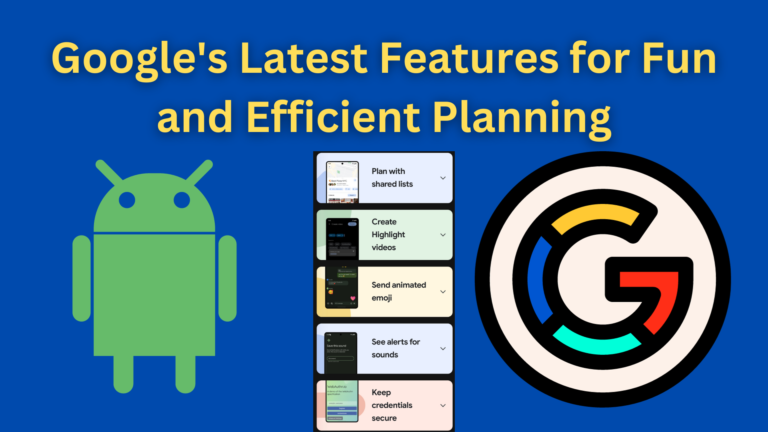 Google's Latest Features for Fun
and Efficient Planning
Plan with
shared lists
Create
Highlight
videos
Send animated
emoji
See alerts for
sounds
Keep
credentials
secure
G